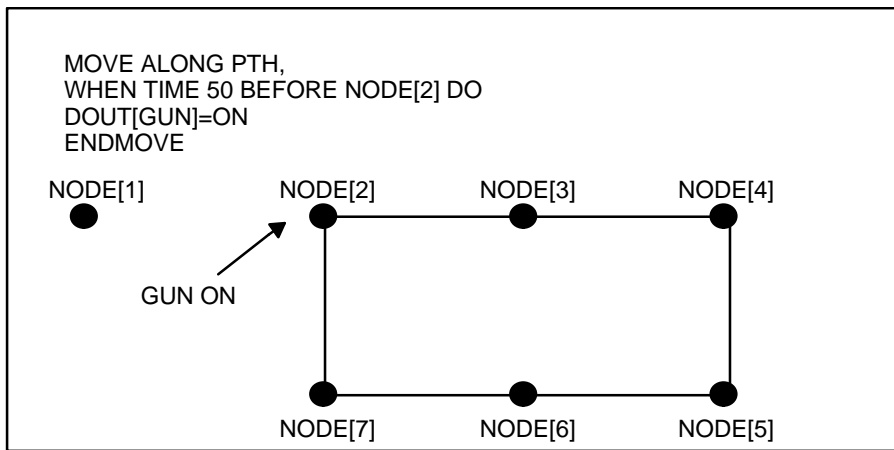 MOVE ALONG PTH,
WHEN TIME 50 BEFORE NODE[2] DO
DOUT[GUN]=ON
ENDMOVE
NODE[1] NODE[2] NODE[3] NODE[4]
GUN ON
NODE[7] NODE[6] NODE[5]